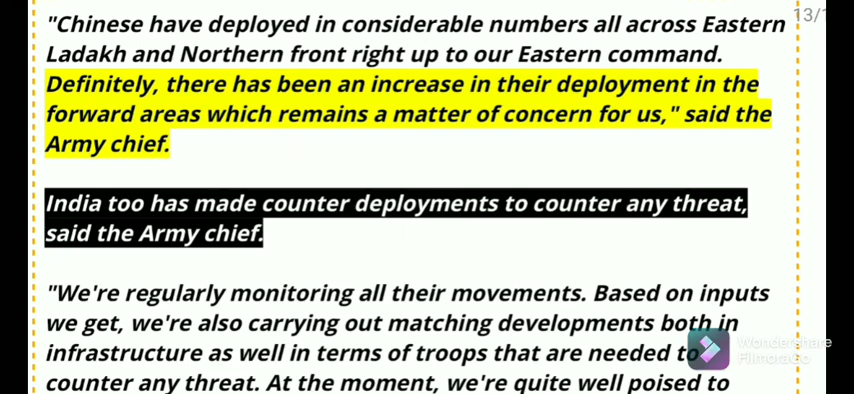 "Chinese have deployed in considerable numbers all across Eastern
Ladakh and Northern front right up to our Eastern command.
Definitely, there has been an increase in their deployment in the
forward areas which remains a matter of concern for us," said the
Army chief.
India too has made counter deployments to counter any threat,
said the Army chief.
"We're regularly monitoring all their movements. Based on inputs
we get, we're also carrying out matching developments both in
infrastructure as well in terms of troops that are needed to
counter any threat. At the moment, we're quite well poised to
13/1
Wondershare
FilmoraGo